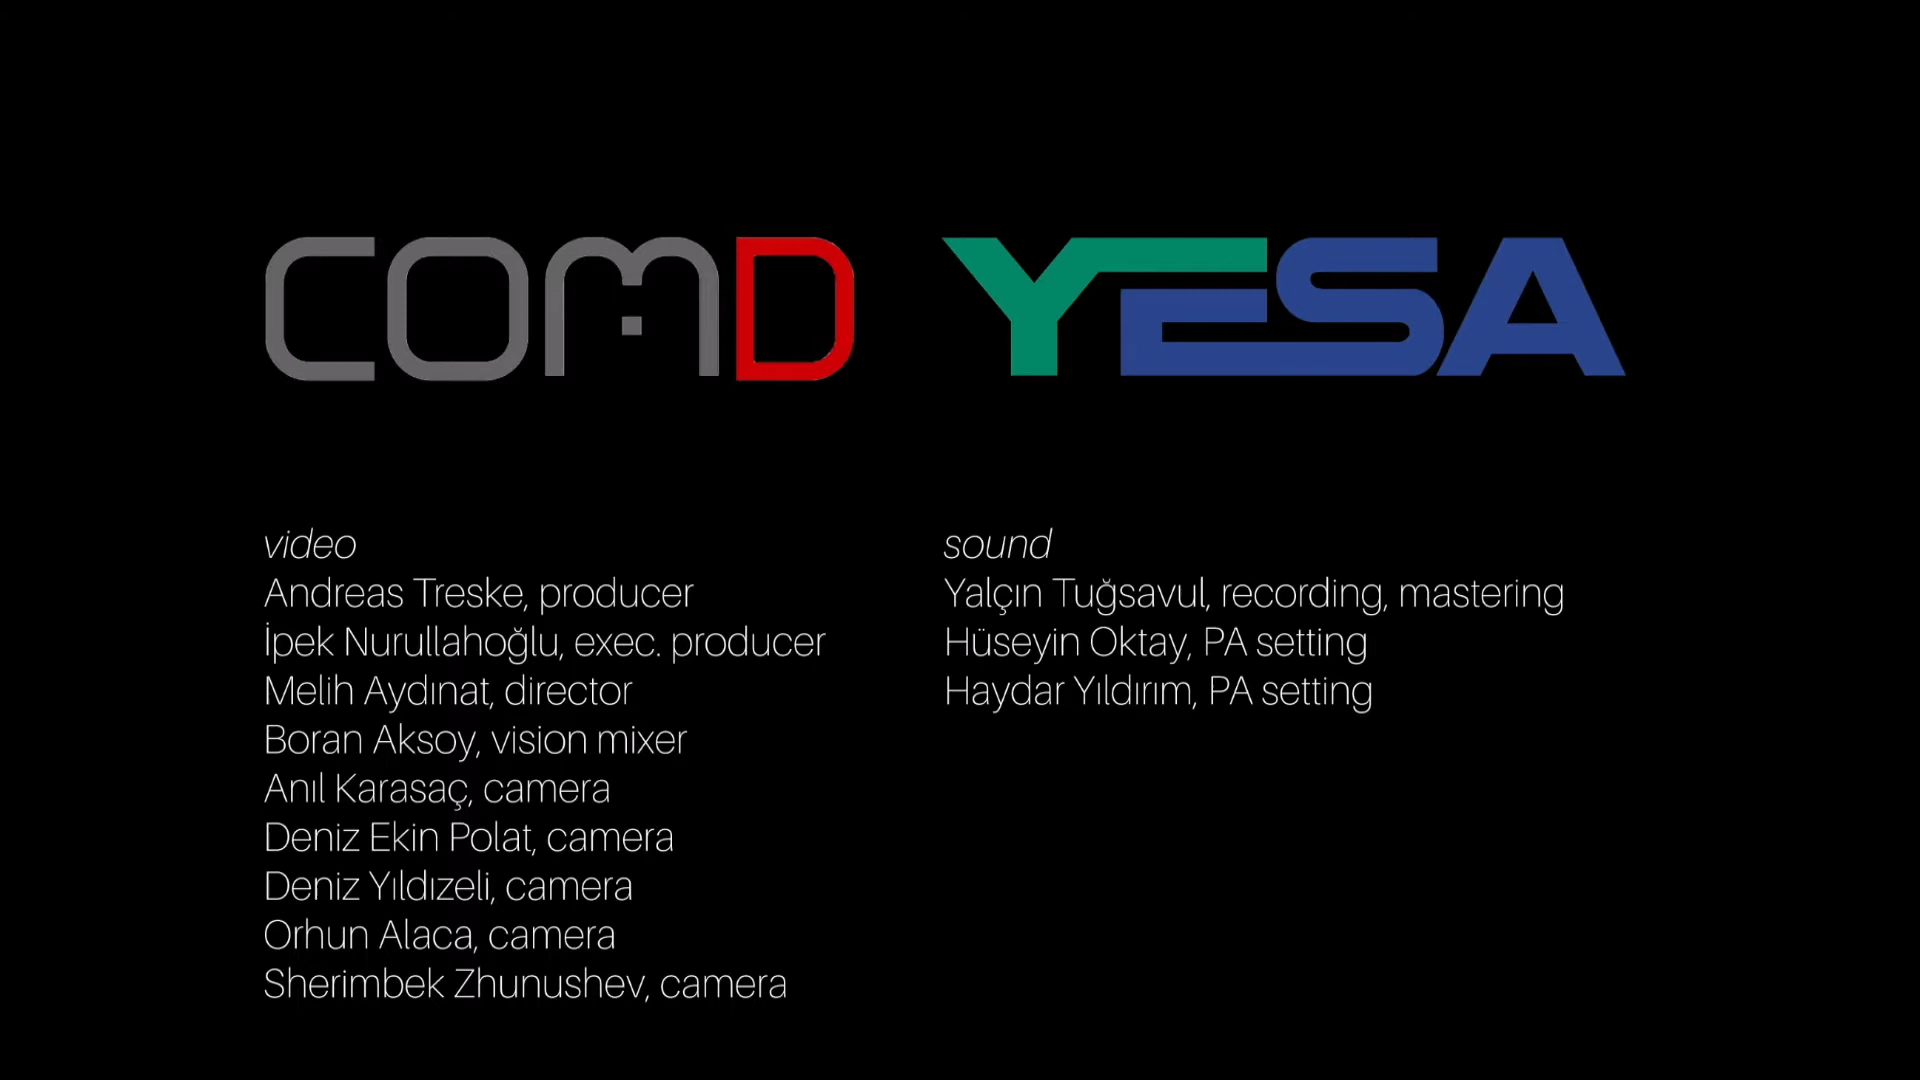 COMD
YESA
video
Andreas Treske, producer
İpek Nurullahoğlu, exec. producer
Melih Aydınat, director
Boran Aksoy, vision mixer
Anıl Karasaç, camera
Deniz Ekin Polat, camera
Deniz Yıldızeli, camera
Orhun Alaca, camera
Sherimbek Zhunushev, camera
sound
Yalçın Tuğsavul, recording, mastering
Hüseyin Oktay, PA setting
Haydar Yıldırım, PA setting